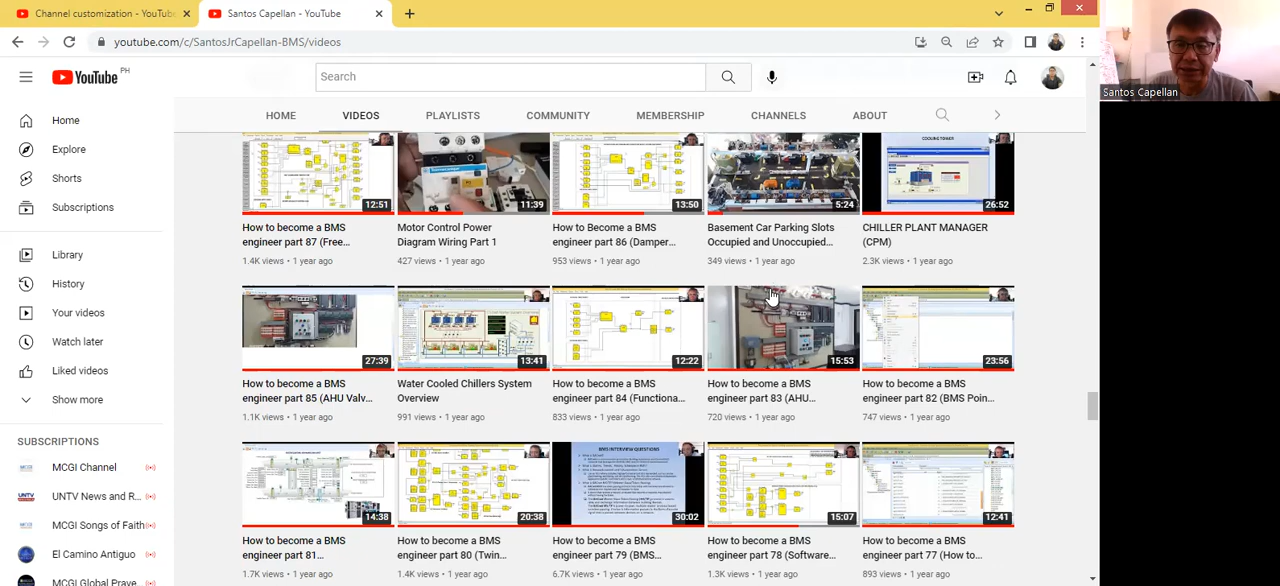 Channel customization - YouTube
Santos Capellan - YouTube
youtube.com/c/SantosJrCapellan-BMS/videos
YouTube PH
Search
HOME VIDEOS PLAYLISTS COMMUNITY MEMBERSHIP CHANNELS ABOUT
Home
Explore
Shorts
Subscriptions
Library
History
Your videos
Watch later
Liked videos
Show more
SUBSCRIPTIONS
MCGI Channel
UNTV News and R...
MCGI Songs of Faith
El Camino Antiguo
MCGI Global Praye
12:51
How to become a BMS
engineer part 87 (Free...
1.4K views • 1 year ago
11:39
Motor Control Power
Diagram Wiring Part 1
427 views • 1 year ago
13:50
How to Become a BMS
engineer part 86 (Damper...
953 views • 1 year ago
5:24
Basement Car Parking Slots
Occupied and Unoccupied...
349 views • 1 year ago
COOLING TOWER
26:52
CHILLER PLANT MANAGER
(CPM)
2.3K views • 1 year ago
27:39
How to become a BMS
engineer part 85 (AHU Valv...
1.1K views • 1 year ago
13:41
Water Cooled Chillers System
Overview
991 views • 1 year ago
12:22
How to become a BMS
engineer part 84 (Functiona...
833 views • 1 year ago
15:53
How to become a BMS
engineer part 83 (AHU...
720 views • 1 year ago
23:56
How to become a BMS
engineer part 82 (BMS Poin...
747 views • 1 year ago
14:38
How to become a BMS
engineer part 81...
1.7K views • 1 year ago
20:38
How to become a BMS
engineer part 80 (Twin...
1.4K views • 1 year ago
BMS INTERVIEW QUESTIONS
30:02
How to become a BMS
engineer part 79 (BMS...
6.7K views • 1 year ago
15:07
How to become a BMS
engineer part 78 (Software...
1.3K views • 1 year ago
12:41
How to become a BMS
engineer part 77 (How to...
893 views • 1 year ago
Santos Capellan